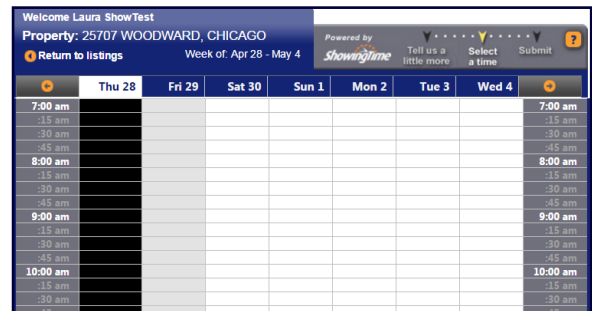 Welcome Laura ShowTest
Property: 25707 WOODWARD, CHICAGO
Return to listings Week of: Apr 28 - May 4
Powered by
ShowingTime
Tell us a little more
Select a time
Submit
?
Thu 28 Fri 29 Sat 30 Sun 1 Mon 2 Tue 3 Wed 4
7:00 am 7:00 am
:15 am :15 am
:30 am :30 am
:45 am :45 am
8:00 am 8:00 am
:15 am :15 am
:30 am :30 am
:45 am :45 am
9:00 am 9:00 am
:15 am :15 am
:30 am :30 am
:45 am :45 am
10:00 am 10:00 am
:15 am :15 am
:30 am :30 am